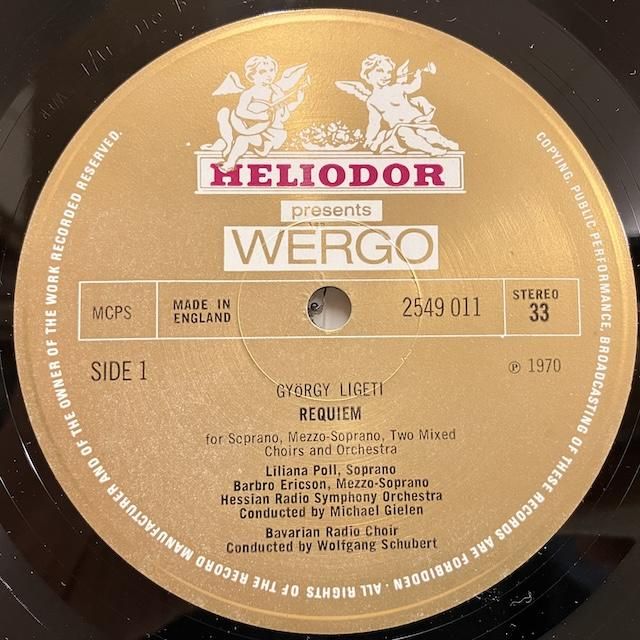 HELIODOR
presents
WERGO
MCPS
MADE IN
ENGLAND
2549 011
STEREO
33
SIDE 1
℗ 1970
GYöRGY LIGETI
REQUIEM
for Soprano, Mezzo-Soprano, Two Mixed
Choirs and Orchestra
Liliana Poll, Soprano
Barbro Ericson, Mezzo-Soprano
Hessian Radio Symphony Orchestra
Conducted by Michael Gielen
Bavarian Radio Choir
Conducted by Wolfgang Schubert
COPYING, PUBLIC PERFORMANCE, BROADCASTING OF THESE RECORDS ARE FORBIDDEN · ALL RIGHTS OF THE RECORD MANUFACTURER AND OF THE OWNER OF THE WORK RECORDED RESERVED.